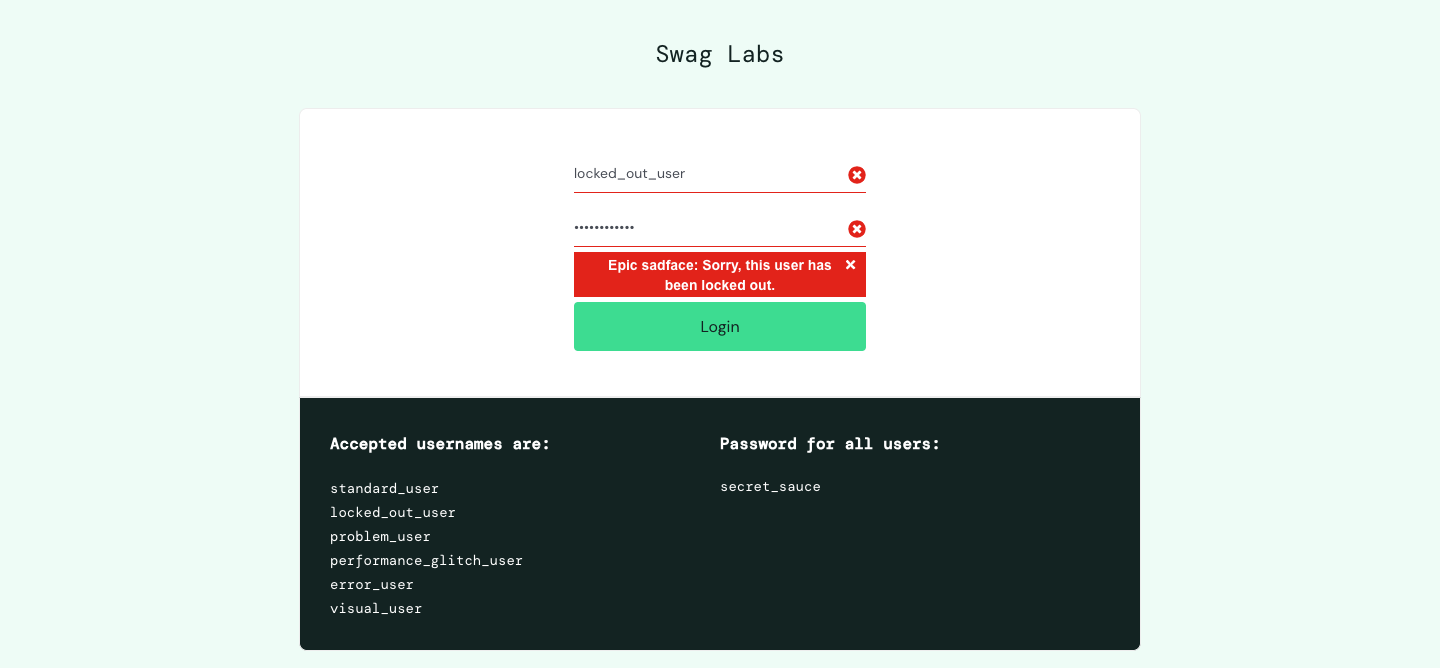 Swag Labs
locked_out_user
••••••••••••
Epic sadface: Sorry, this user has
been locked out.
Login
Accepted usernames are:
standard_user
locked_out_user
problem_user
performance_glitch_user
error_user
visual_user
Password for all users:
secret_sauce